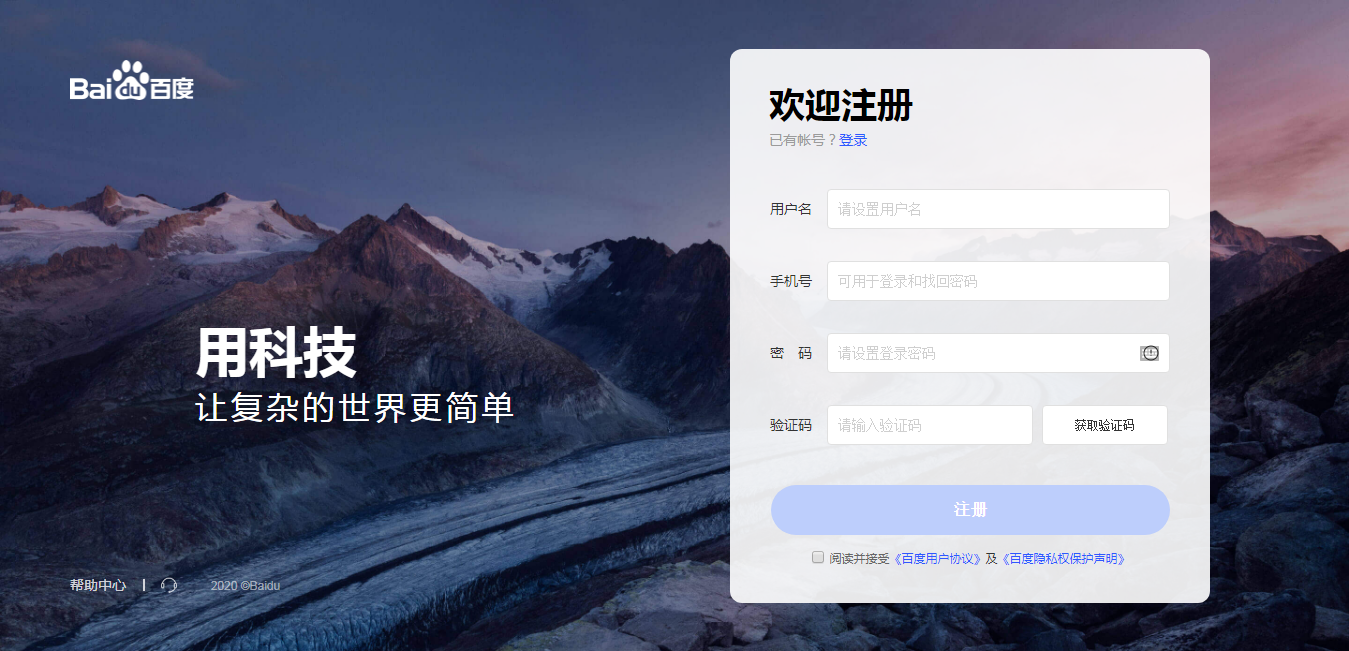 Baidu百度
用科技
让复杂的世界更简单
帮助中心
2020 ©Baidu
欢迎注册
已有帐号？登录
用户名 请设置用户名
手机号 可用于登录和找回密码
密 码 请设置登录密码
验证码 请输入验证码 获取验证码
注册
阅读并接受《百度用户协议》及《百度隐私权保护声明》